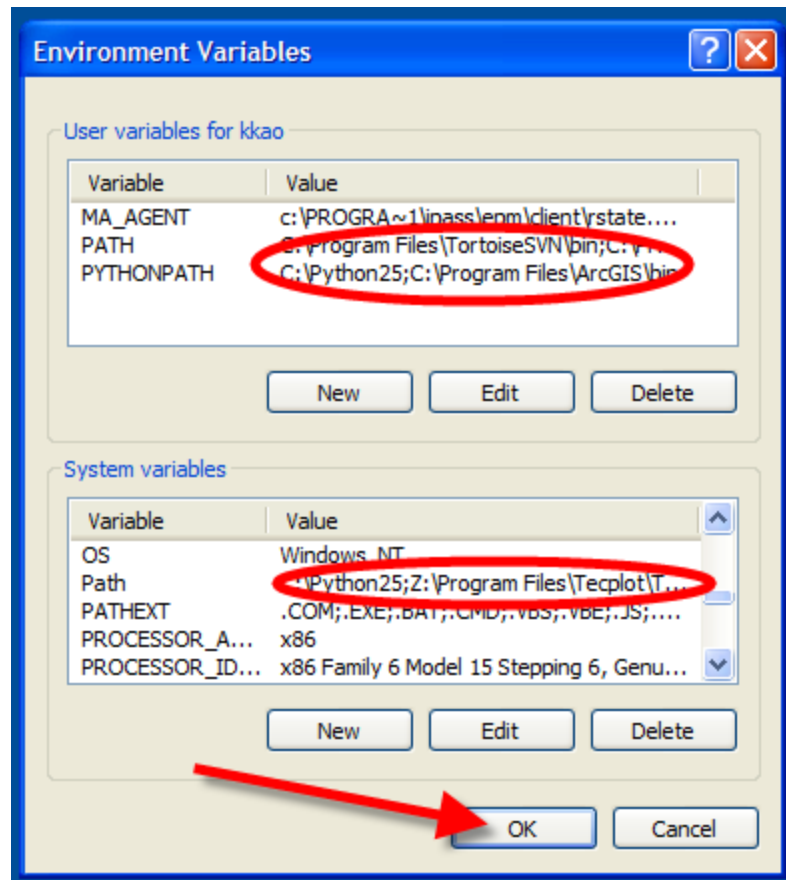 Environment Variables
User variables for kkao
Variable Value
MA_AGENT c:\PROGRA~1\ipass\epm\client\rstate....
PATH C:\Program Files\TortoiseSVN\bin;C:\
PYTHONPATH C:\Python25;C:\Program Files\ArcGIS\bin
New Edit Delete
System variables
Variable Value
OS Windows_NT
Path :\Python25;Z:\Program Files\Tecplot\T...
PATHEXT .COM;.EXE;.BAT;.CMD;.VBS;.VBE;.JS;....
PROCESSOR_A... x86
PROCESSOR_ID... x86 Family 6 Model 15 Stepping 6, Genu...
New Edit Delete
OK Cancel